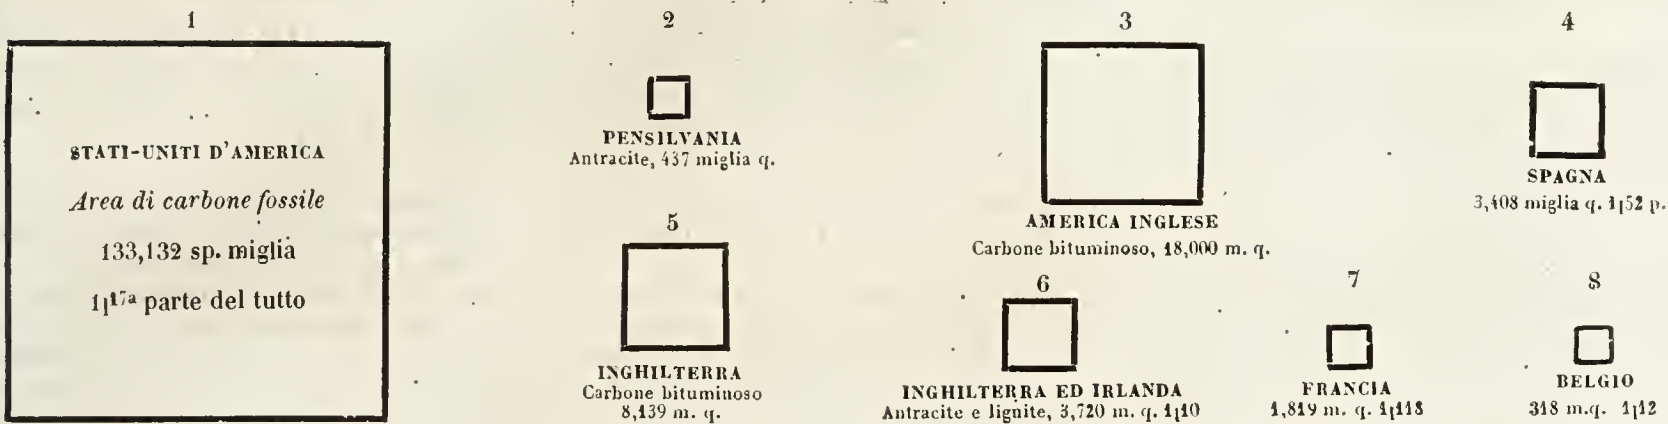 1
STATI-UNITI D'AMERICA
Area di carbone fossile
133,132 sp. miglia
1|17a parte del tutto
2
PENSILVANIA
Antracite, 437 miglia q.
3
AMERICA INGLESE
Carbone bituminoso, 18,000 m. q.
4
SPAGNA
3,408 miglia q. 1|52 p.
5
INGHILTERRA
Carbone bituminoso
8,139 m. q.
6
INGHILTERRA ED IRLANDA
Antracite e lignite, 3,720 m. q. 1|10
7
FRANCIA
1,819 m. q. 1|118
8
BELGIO
318 m.q. 1|12